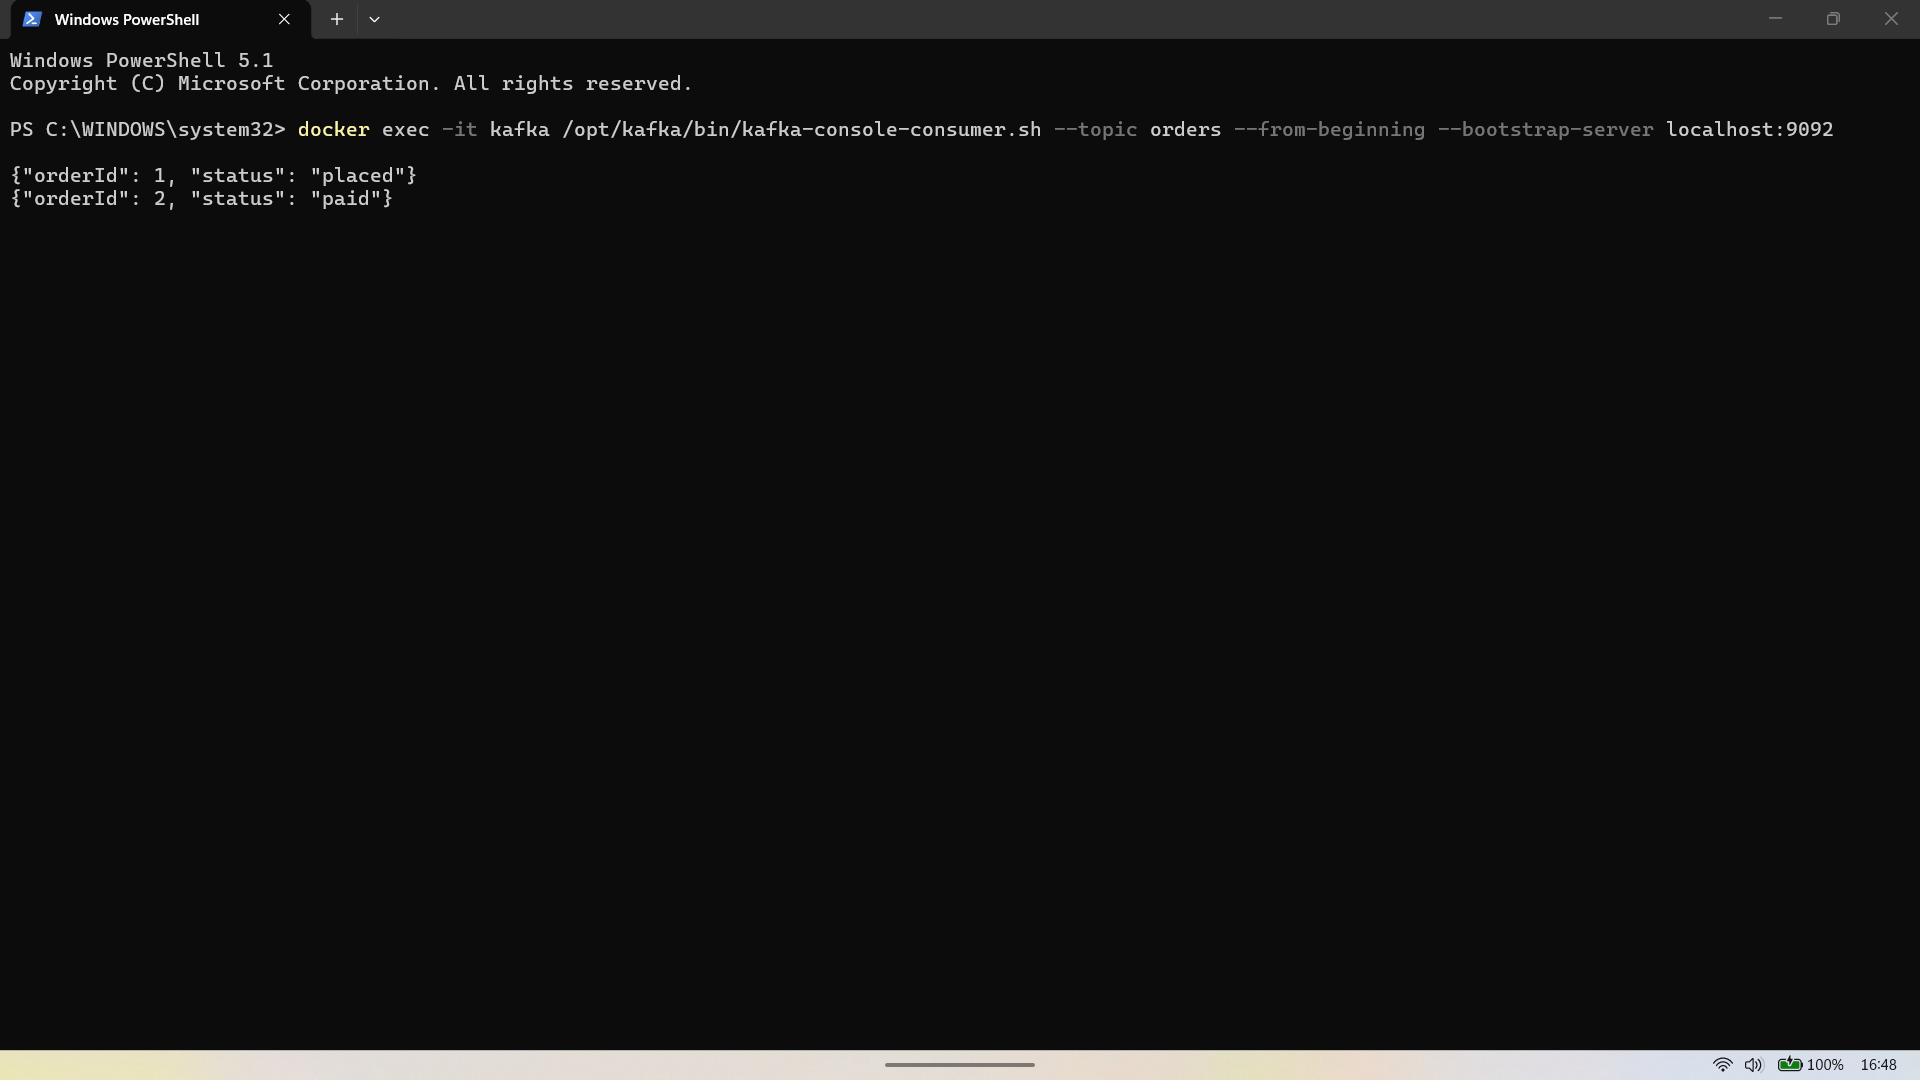 Windows PowerShell
Windows PowerShell 5.1
Copyright (C) Microsoft Corporation. All rights reserved.
PS C:\WINDOWS\system32> docker exec -it kafka /opt/kafka/bin/kafka-console-consumer.sh --topic orders --from-beginning --bootstrap-server localhost:9092
{"orderId": 1, "status": "placed"}
{"orderId": 2, "status": "paid"}
100% 16:48